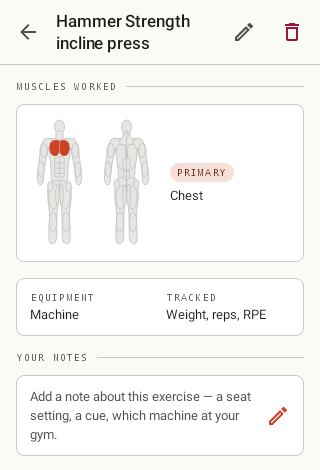 Hammer Strength
incline press
MUSCLES WORKED
PRIMARY
Chest
EQUIPMENT
Machine
TRACKED
Weight, reps, RPE
YOUR NOTES
Add a note about this exercise — a seat
setting, a cue, which machine at your
gym.